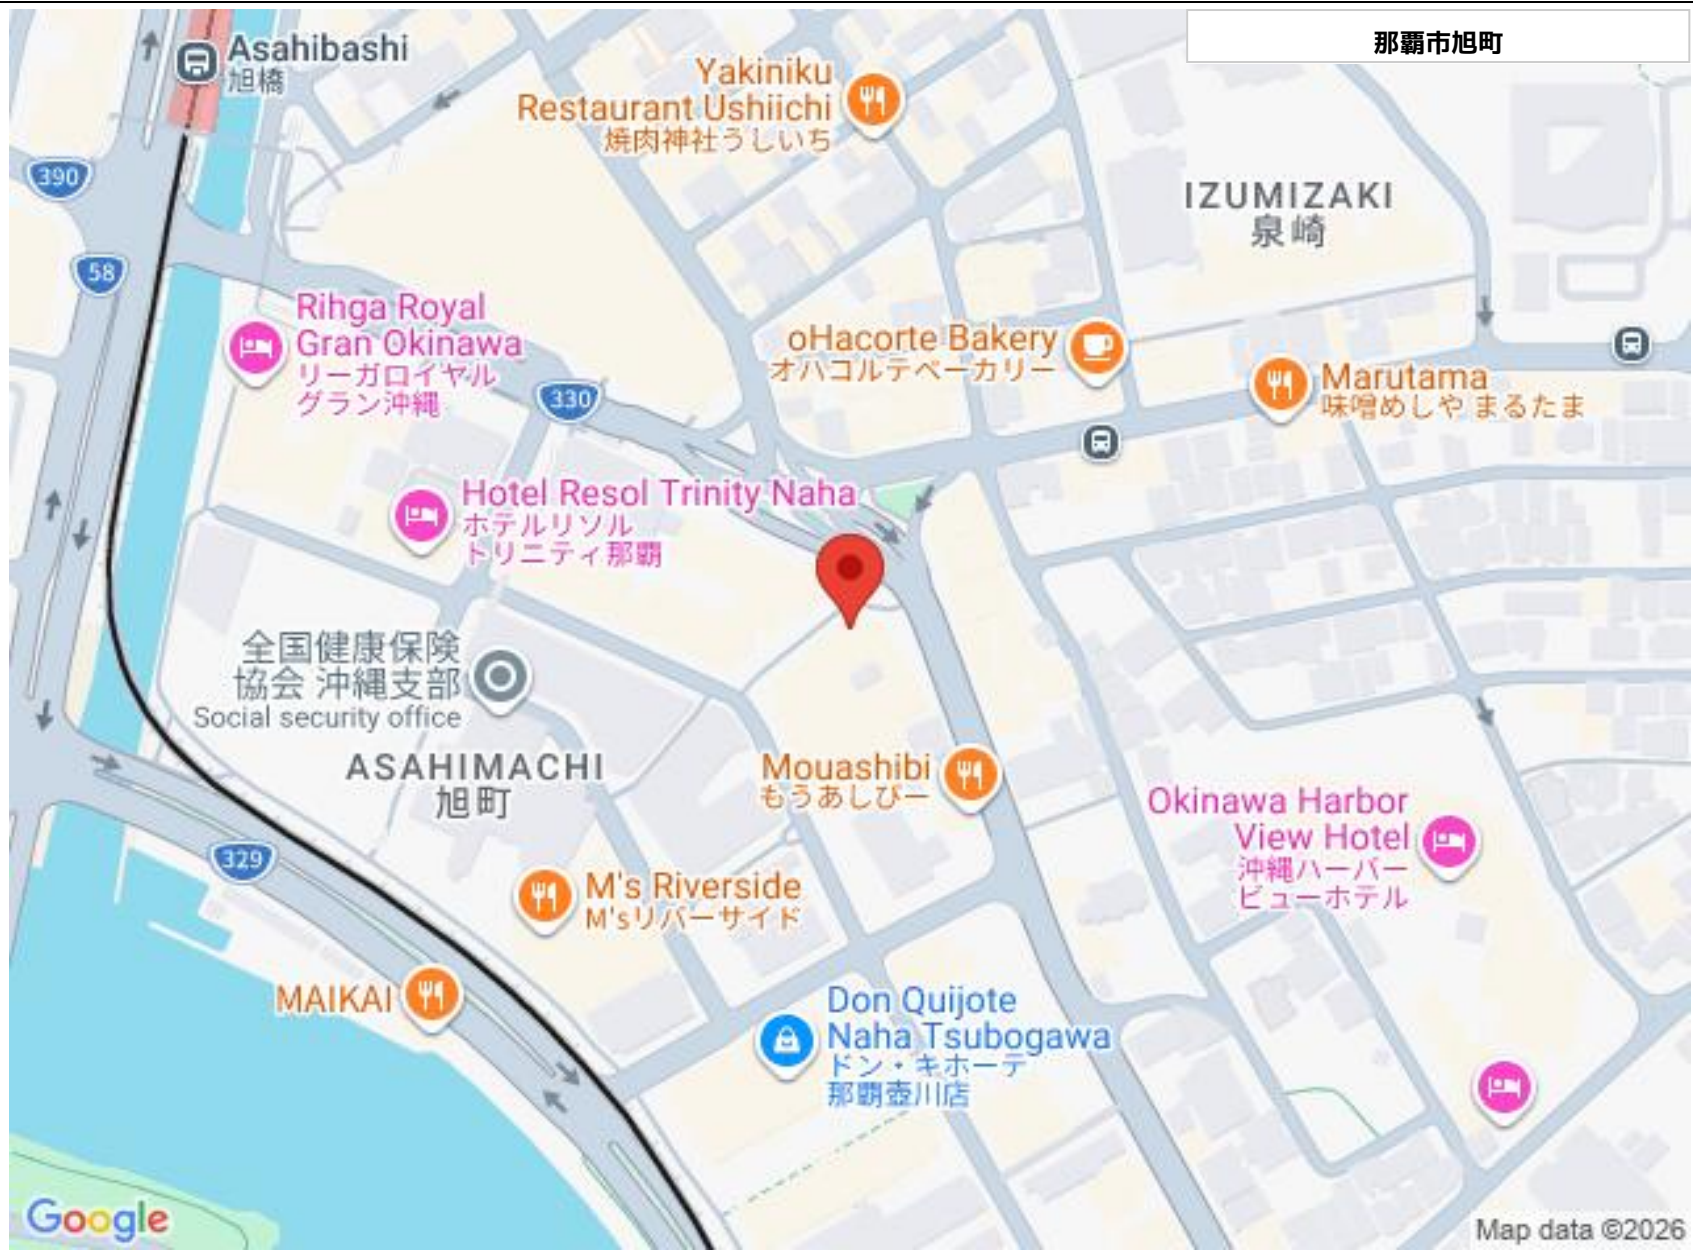 那覇市旭町
Asahibashi
旭橋
Yakiniku
Restaurant Ushiichi
焼肉神社うしいち
390
IZUMIZAKI
泉崎
58
Rihga Royal
Gran Okinawa
リーガロイヤル
グラン沖縄
oHacorte Bakery
オハコルテベーカリー
Marutama
味噌めしや まるたま
330
Hotel Resol Trinity Naha
ホテルリソル
トリニティ那覇
全国健康保険
協会 沖縄支部
Social security office
ASAHIMACHI
旭町
Mouashibi
もうあしびー
Okinawa Harbor
View Hotel
沖縄ハーバー
ビューホテル
329
M's Riverside
M'sリバーサイド
MAIKAI
Don Quijote
Naha Tsubogawa
ドン・キホーテ
那覇壺川店
Google
Map data ©2026